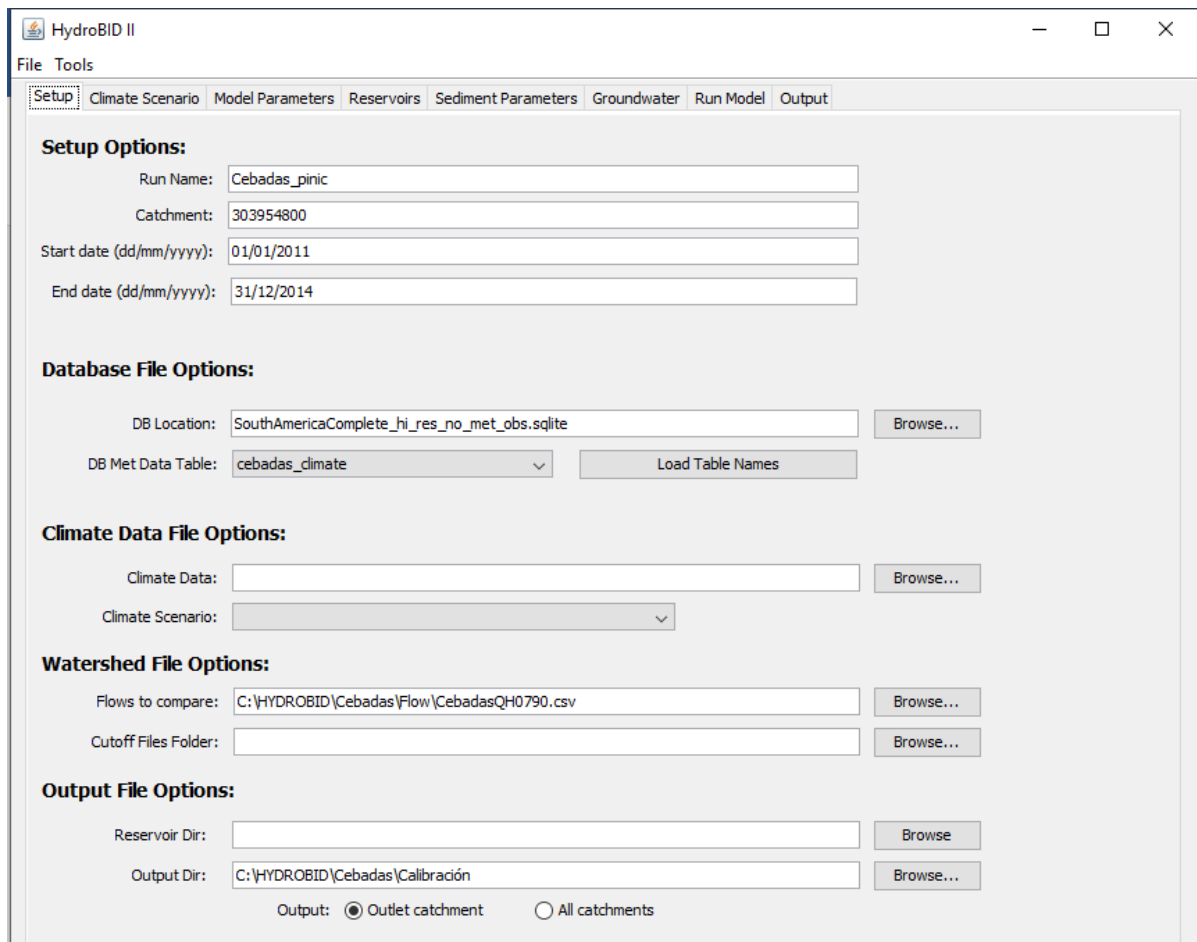 HydroBID II
File Tools
Setup Climate Scenario Model Parameters Reservoirs Sediment Parameters Groundwater Run Model Output
Setup Options:
Run Name: Cebadas_pinic
Catchment: 303954800
Start date (dd/mm/yyyy): 01/01/2011
End date (dd/mm/yyyy): 31/12/2014
Database File Options:
DB Location: SouthAmericaComplete_hi_res_no_met_obs.sqlite Browse...
DB Met Data Table: cebadas_climate Load Table Names
Climate Data File Options:
Climate Data: Browse...
Climate Scenario:
Watershed File Options:
Flows to compare: C:\HYDROBID\Cebadas\Flow\CebadasQH0790.csv Browse...
Cutoff Files Folder: Browse...
Output File Options:
Reservoir Dir: Browse
Output Dir: C:\HYDROBID\Cebadas\Calibración Browse...
Output: Outlet catchment All catchments